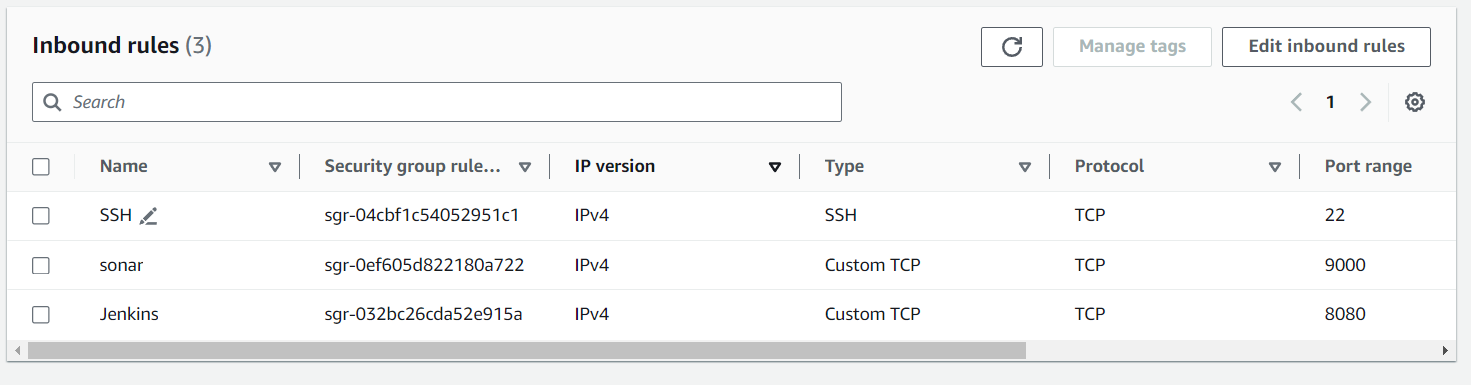 Inbound rules (3)
Manage tags
Edit inbound rules
Search
1
Name Security group rule... IP version Type Protocol Port range
SSH sgr-04cbf1c54052951c1 IPv4 SSH TCP 22
sonar sgr-0ef605d822180a722 IPv4 Custom TCP TCP 9000
Jenkins sgr-032bc26cda52e915a IPv4 Custom TCP TCP 8080